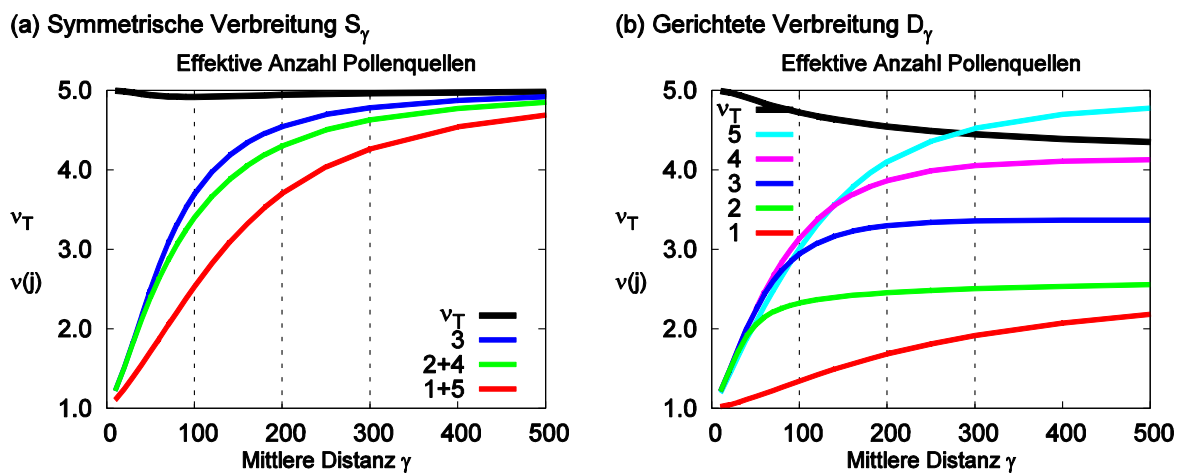 (a) Symmetrische Verbreitung Sγ
Effektive Anzahl Pollenquellen
5.0
4.0
νT
3.0
ν(j)
2.0
1.0
νT
3
2+4
1+5
0 100 200 300 400 500
Mittlere Distanz γ
(b) Gerichtete Verbreitung Dγ
Effektive Anzahl Pollenquellen
5.0
4.0
νT
3.0
ν(j)
2.0
1.0
νT
5
4
3
2
1
0 100 200 300 400 500
Mittlere Distanz γ